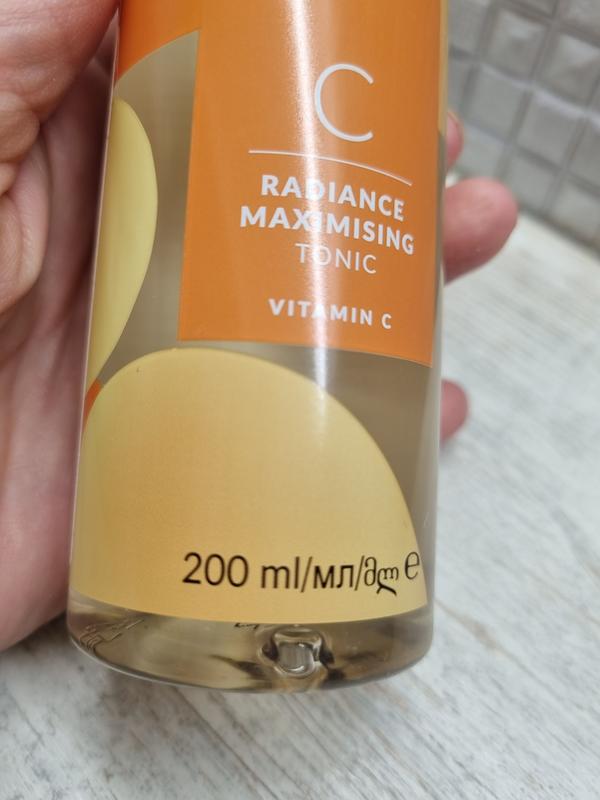 C
RADIANCE
MAXIMISING
TONIC
VITAMIN C
200 ml/мл/მლ e